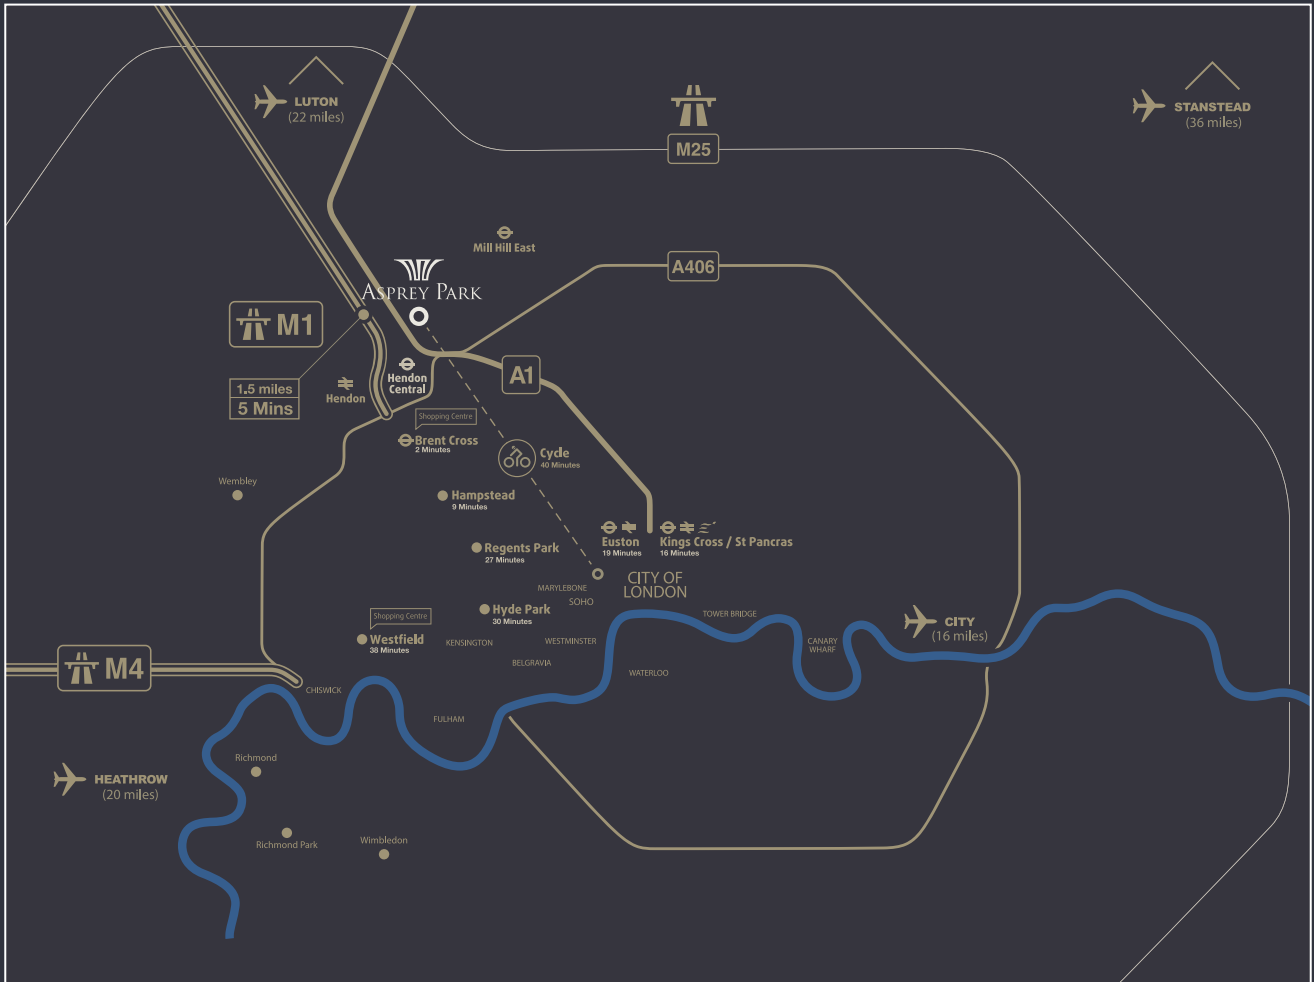 LUTON
(22 miles)
STANSTEAD
(36 miles)
M25
Mill Hill East
A406
ASPREY PARK
M1
1.5 miles
5 Mins
Hendon
Hendon
Central
A1
Shopping Centre
Brent Cross
2 Minutes
Cycle
40 Minutes
Wembley
Hampstead
9 Minutes
Euston
19 Minutes
Kings Cross / St Pancras
16 Minutes
Regents Park
27 Minutes
MARYLEBONE
SOHO
CITY OF
LONDON
Hyde Park
30 Minutes
Shopping Centre
Westfield
38 Minutes
KENSINGTON
WESTMINSTER
BELGRAVIA
WATERLOO
TOWER BRIDGE
CANARY
WHARF
CITY
(16 miles)
M4
CHISWICK
FULHAM
Richmond
HEATHROW
(20 miles)
Richmond Park
Wimbledon